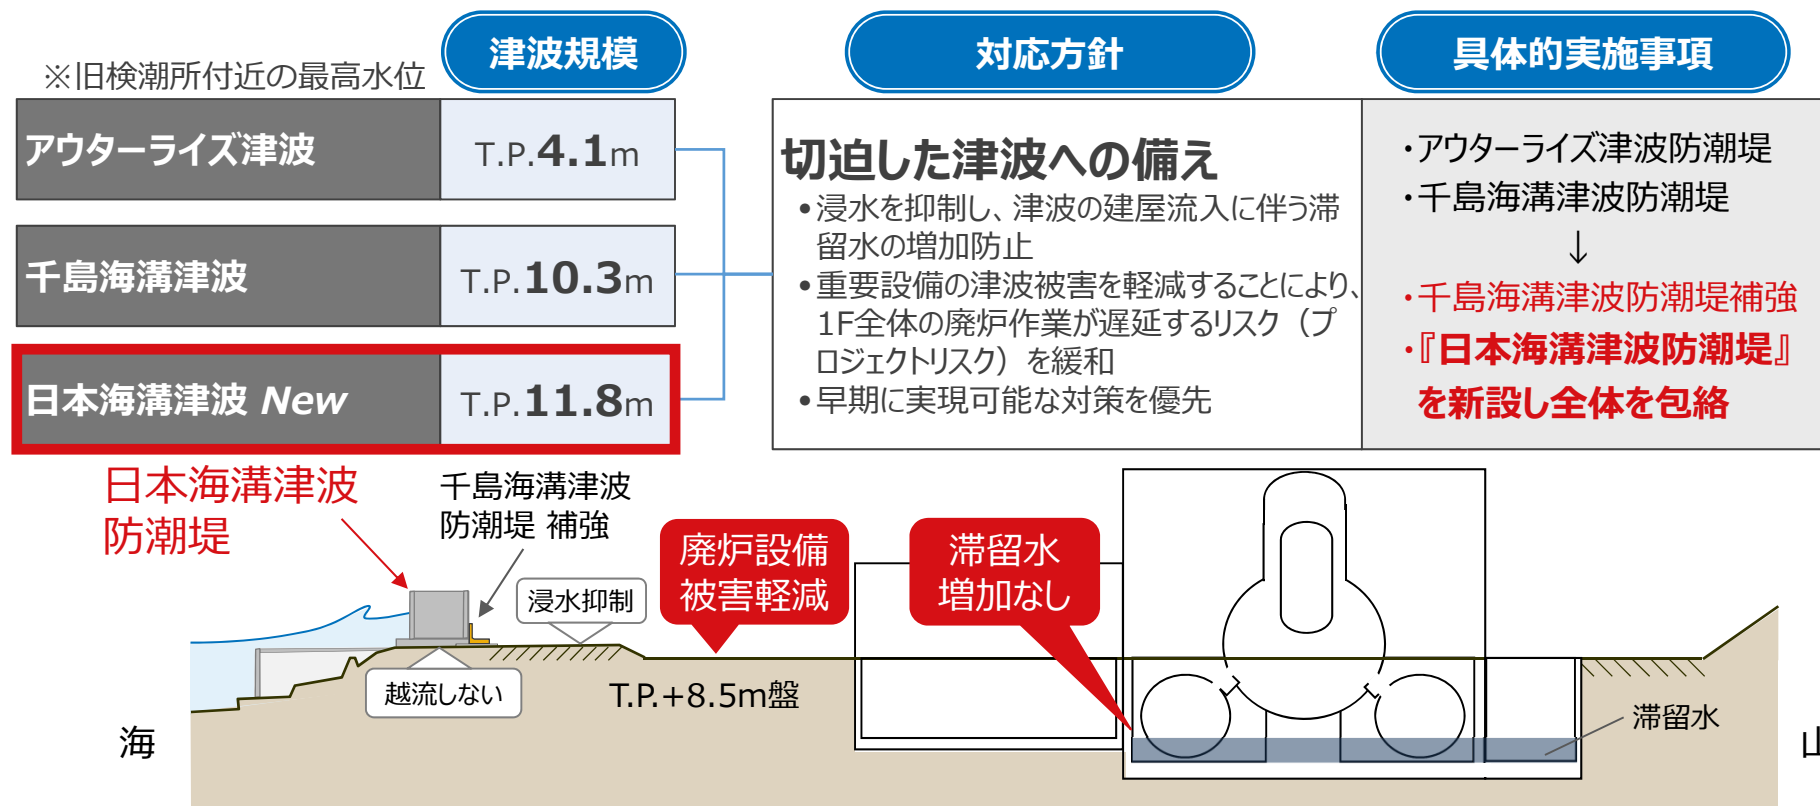 津波規模
対応方針
具体的実施事項
※旧検潮所付近の最高水位
アウターライズ津波
T.P.4.1m
千島海溝津波
T.P.10.3m
日本海溝津波 New
T.P.11.8m
切迫した津波への備え
•浸水を抑制し、津波の建屋流入に伴う滞
留水の増加防止
•重要設備の津波被害を軽減することにより、
1F全体の廃炉作業が遅延するリスク（プ
ロジェクトリスク）を緩和
•早期に実現可能な対策を優先
・アウターライズ津波防潮堤
・千島海溝津波防潮堤
↓
・千島海溝津波防潮堤補強
・『日本海溝津波防潮堤』
を新設し全体を包絡
日本海溝津波
防潮堤
千島海溝津波
防潮堤 補強
浸水抑制
廃炉設備
被害軽減
滞留水
増加なし
越流しない
T.P.+8.5m盤
滞留水
海
山